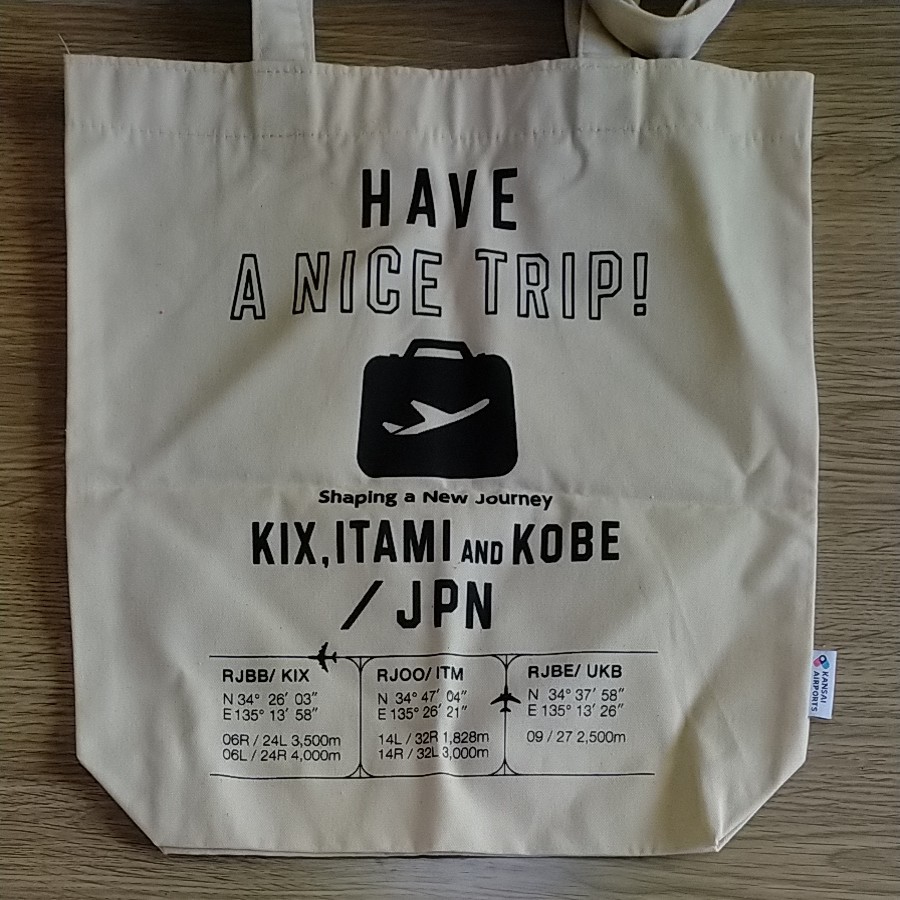 HAVE
A NICE TRIP!
Shaping a New Journey
KIX, ITAMI AND KOBE
/ JPN
RJBB/ KIX
N 34° 26′ 03″
E 135° 13′ 58″
06R / 24L 3,500m
06L / 24R 4,000m
RJOO/ ITM
N 34° 47′ 04″
E 135° 26′ 21″
14L / 32R 1,828m
14R / 32L 3,000m
RJBE/ UKB
N 34° 37′ 58″
E 135° 13′ 26″
09 / 27 2,500m
KANSAI
AIRPORTS